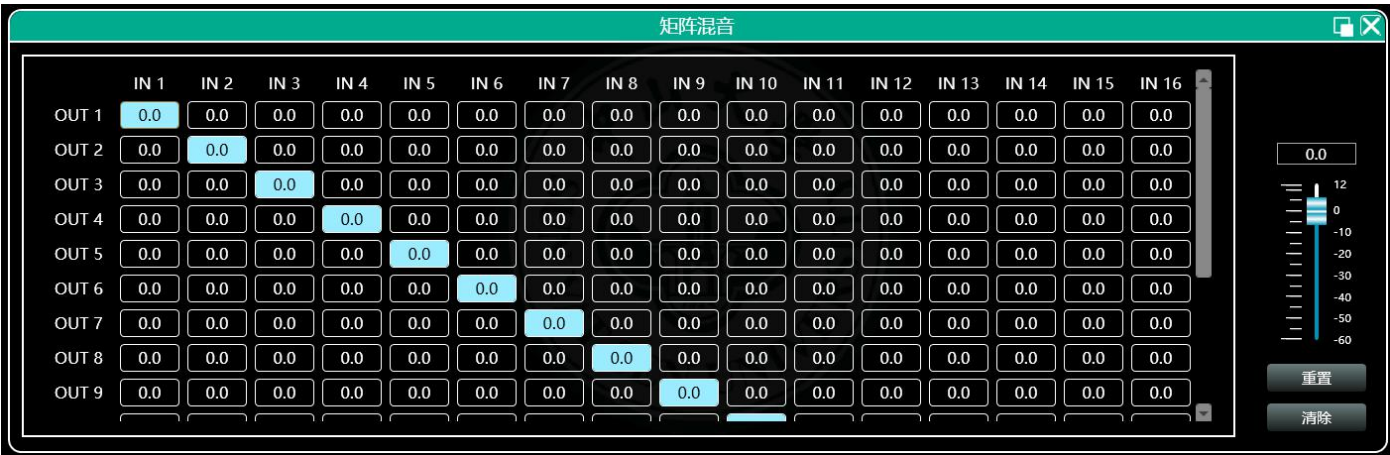 矩阵混音
IN 1 IN 2 IN 3 IN 4 IN 5 IN 6 IN 7 IN 8 IN 9 IN 10 IN 11 IN 12 IN 13 IN 14 IN 15 IN 16
OUT 1 0.0 0.0 0.0 0.0 0.0 0.0 0.0 0.0 0.0 0.0 0.0 0.0 0.0 0.0 0.0 0.0
OUT 2 0.0 0.0 0.0 0.0 0.0 0.0 0.0 0.0 0.0 0.0 0.0 0.0 0.0 0.0 0.0 0.0
OUT 3 0.0 0.0 0.0 0.0 0.0 0.0 0.0 0.0 0.0 0.0 0.0 0.0 0.0 0.0 0.0 0.0
OUT 4 0.0 0.0 0.0 0.0 0.0 0.0 0.0 0.0 0.0 0.0 0.0 0.0 0.0 0.0 0.0 0.0
OUT 5 0.0 0.0 0.0 0.0 0.0 0.0 0.0 0.0 0.0 0.0 0.0 0.0 0.0 0.0 0.0 0.0
OUT 6 0.0 0.0 0.0 0.0 0.0 0.0 0.0 0.0 0.0 0.0 0.0 0.0 0.0 0.0 0.0 0.0
OUT 7 0.0 0.0 0.0 0.0 0.0 0.0 0.0 0.0 0.0 0.0 0.0 0.0 0.0 0.0 0.0 0.0
OUT 8 0.0 0.0 0.0 0.0 0.0 0.0 0.0 0.0 0.0 0.0 0.0 0.0 0.0 0.0 0.0 0.0
OUT 9 0.0 0.0 0.0 0.0 0.0 0.0 0.0 0.0 0.0 0.0 0.0 0.0 0.0 0.0 0.0 0.0
0.0
12
0
-10
-20
-30
-40
-50
-60
重置
清除